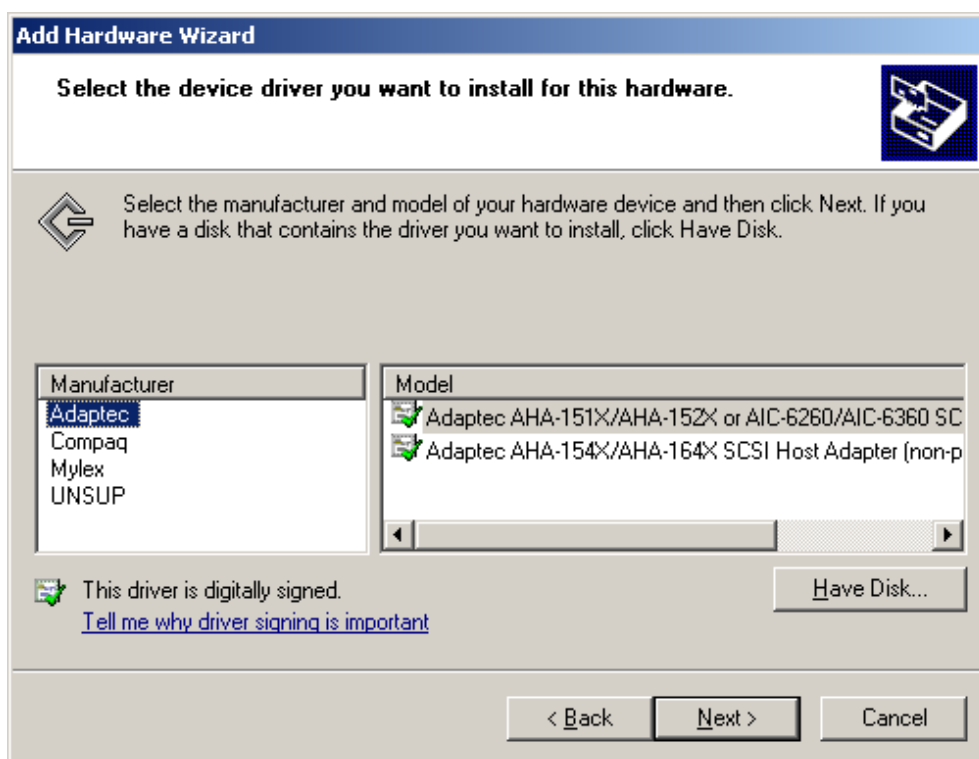 Add Hardware Wizard
Select the device driver you want to install for this hardware.
Select the manufacturer and model of your hardware device and then click Next. If you
have a disk that contains the driver you want to install, click Have Disk.
Manufacturer
Adaptec
Compaq
Mylex
UNSUP
Model
Adaptec AHA-151X/AHA-152X or AIC-6260/AIC-6360 SC
Adaptec AHA-154X/AHA-164X SCSI Host Adapter (non-p
This driver is digitally signed.
Tell me why driver signing is important
Have Disk...
< Back
Next >
Cancel